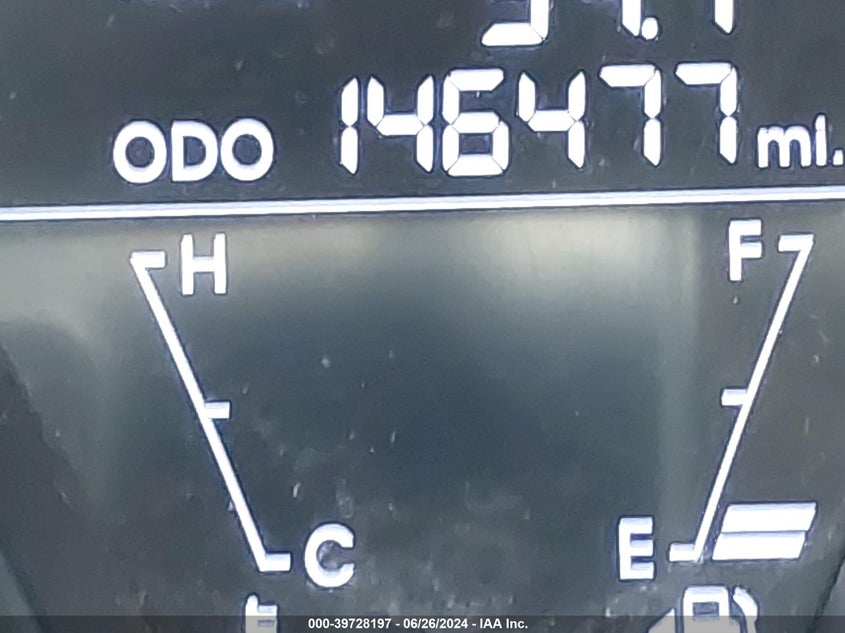 ODO 146477 mi.
H F
C E
000-39728197 - 06/26/2024 - IAA Inc.